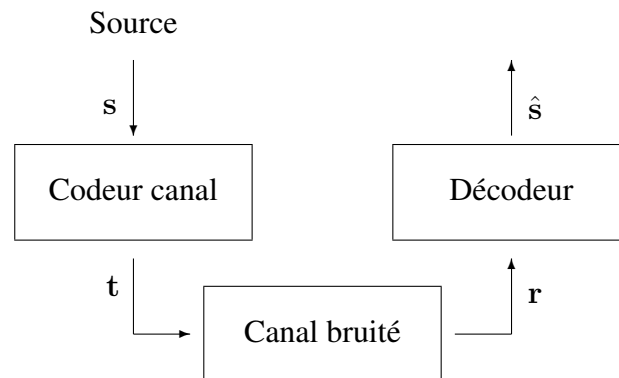 Source
s
ŝ
Codeur canal
Décodeur
t
r
Canal bruité